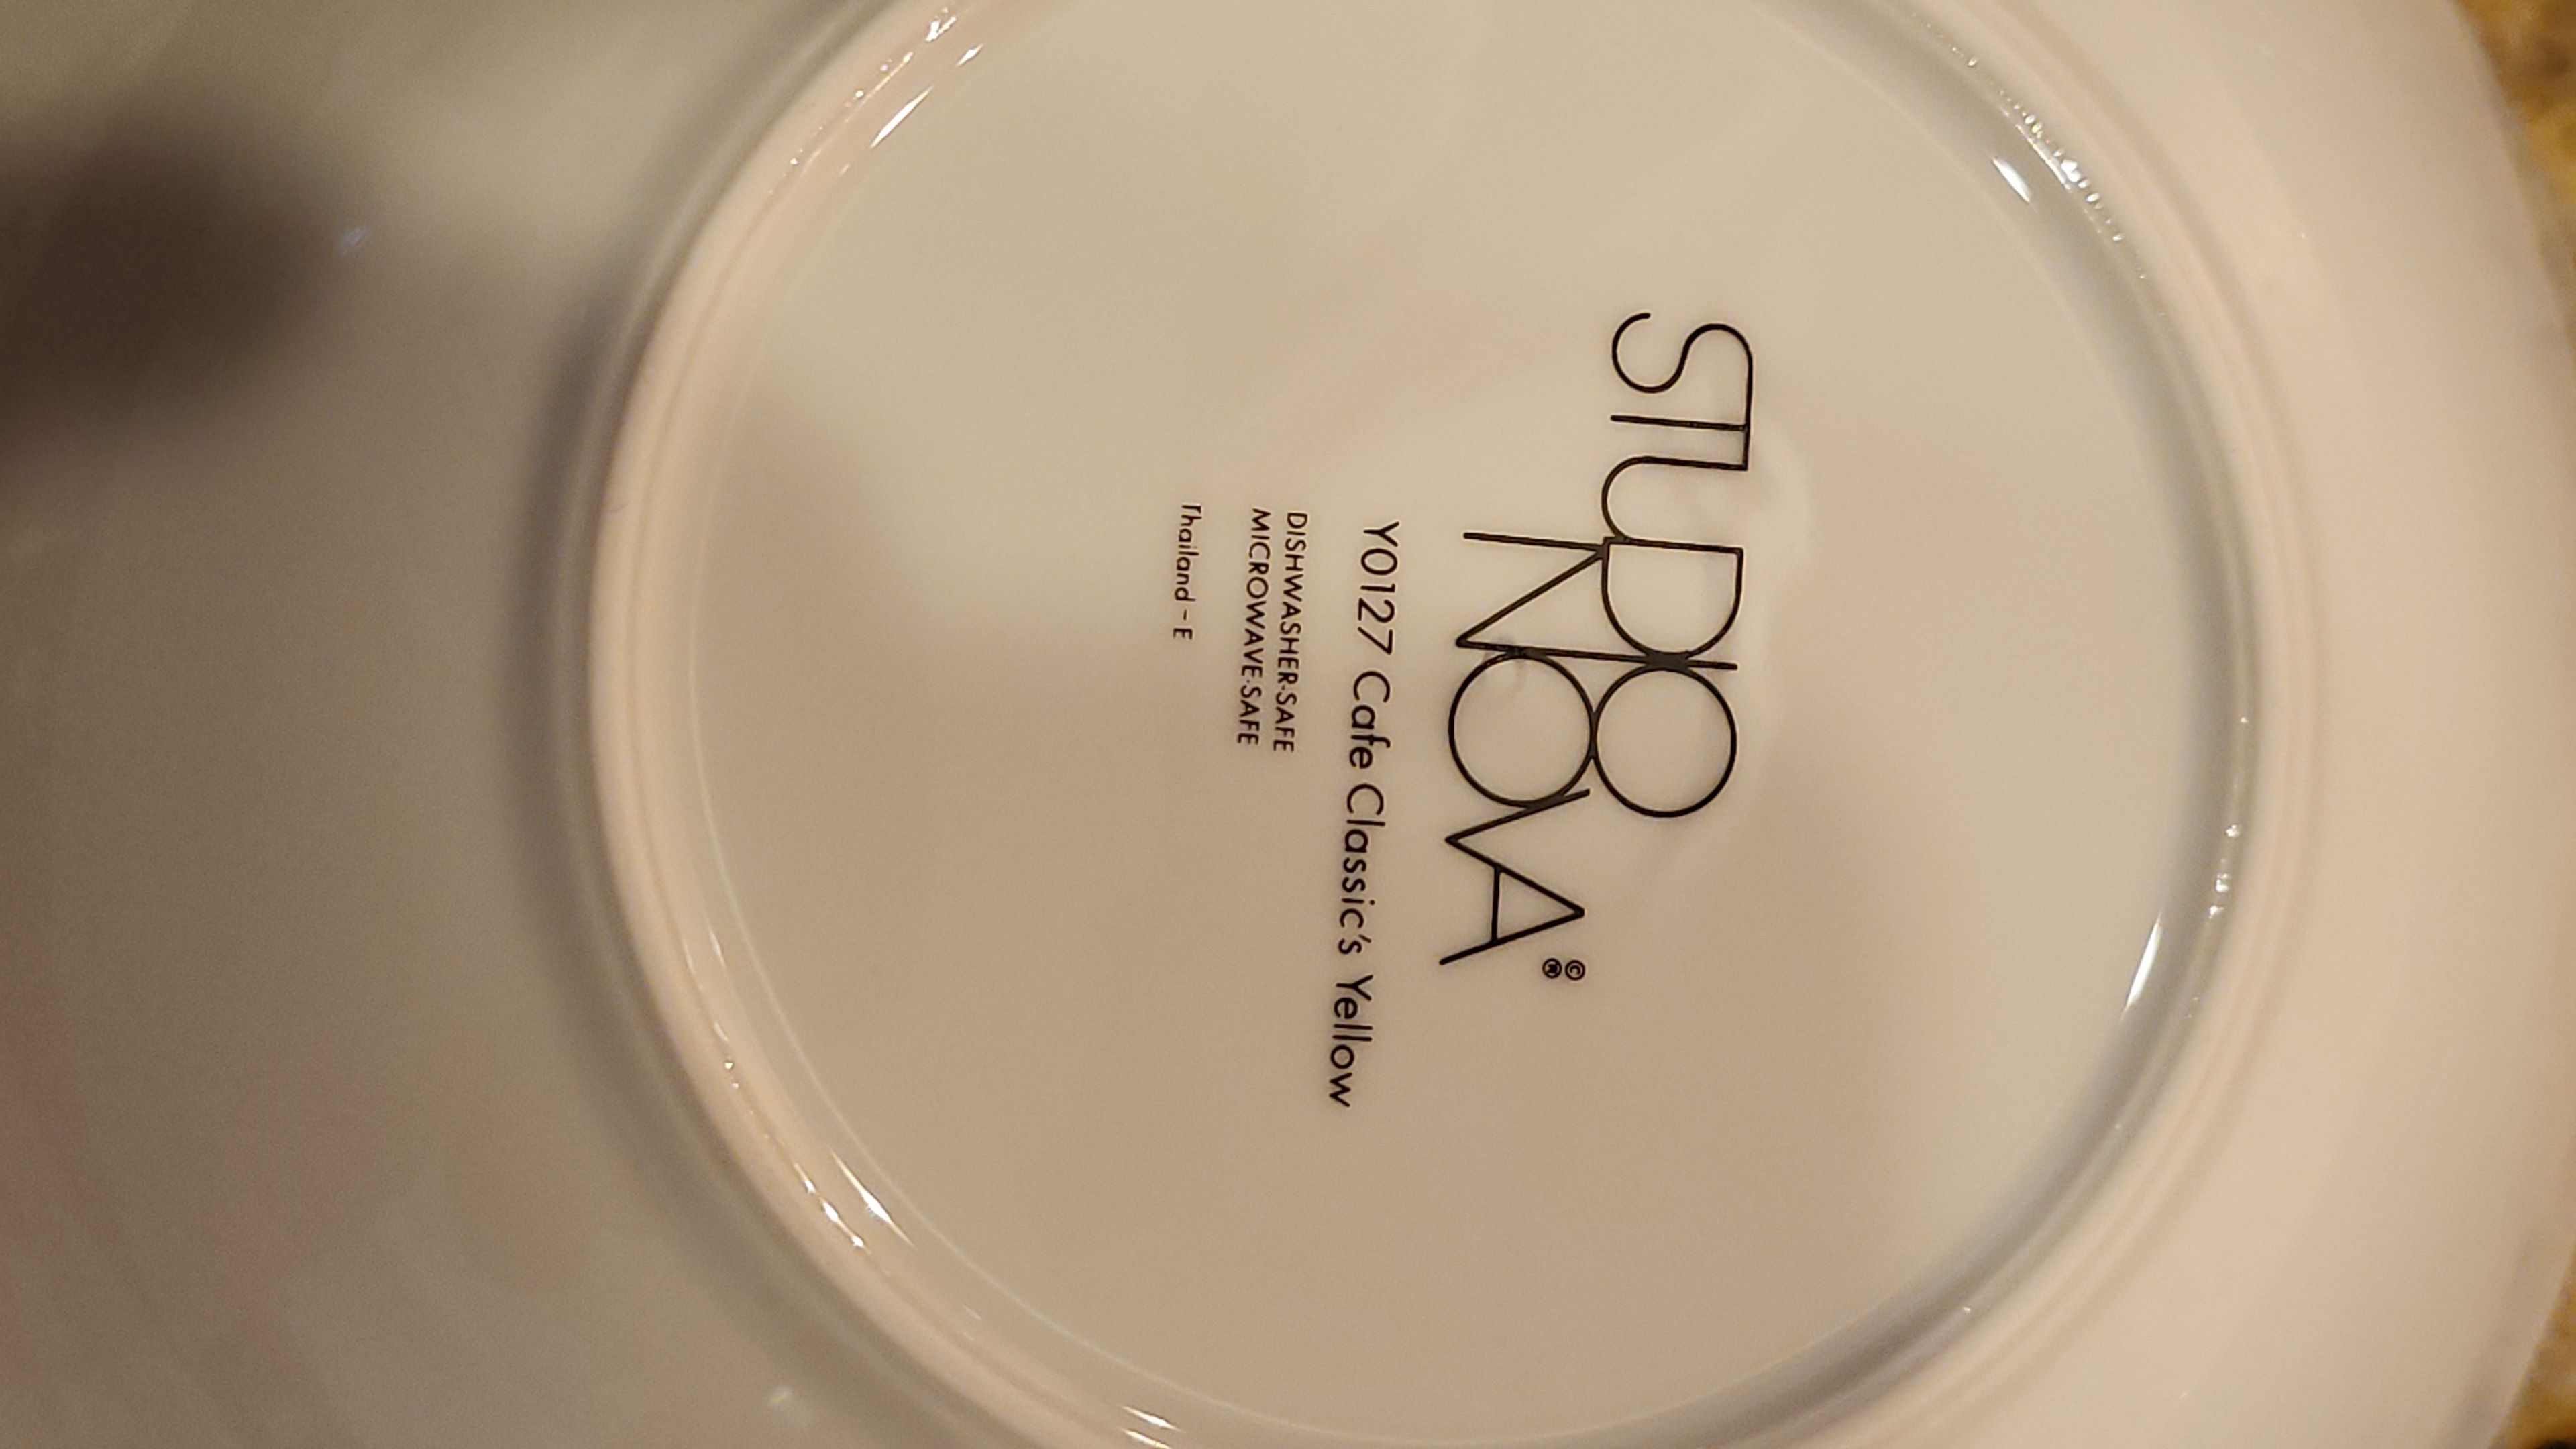 STUDIO
NOVA©®
Y0127 Cafe Classic's Yellow
DISHWASHER·SAFE
MICROWAVE·SAFE
Thailand - E